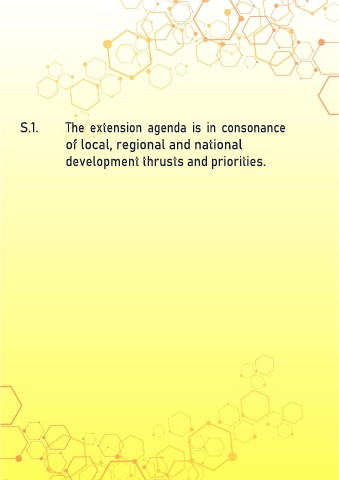 S.1. The extension agenda is in consonance
of local, regional and national
development thrusts and priorities.